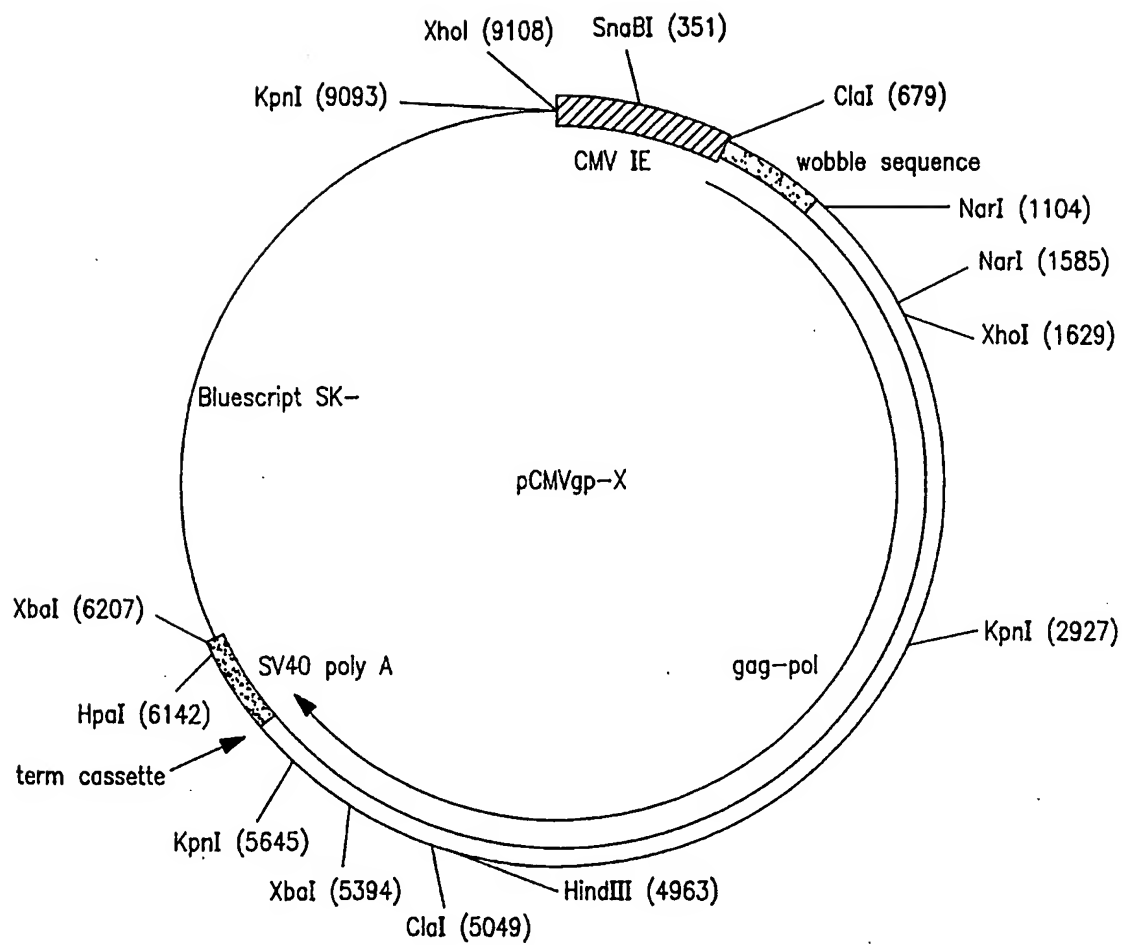 XhoI (9108)
SnaBI (351)
KpnI (9093)
ClaI (679)
CMV IE
wobble sequence
NarI (1104)
NarI (1585)
XhoI (1629)
Bluescript SK-
pCMVgp-X
XbaI (6207)
KpnI (2927)
SV40 poly A
gag-pol
HpaI (6142)
term cassette
KpnI (5645)
XbaI (5394)
HindIII (4963)
ClaI (5049)